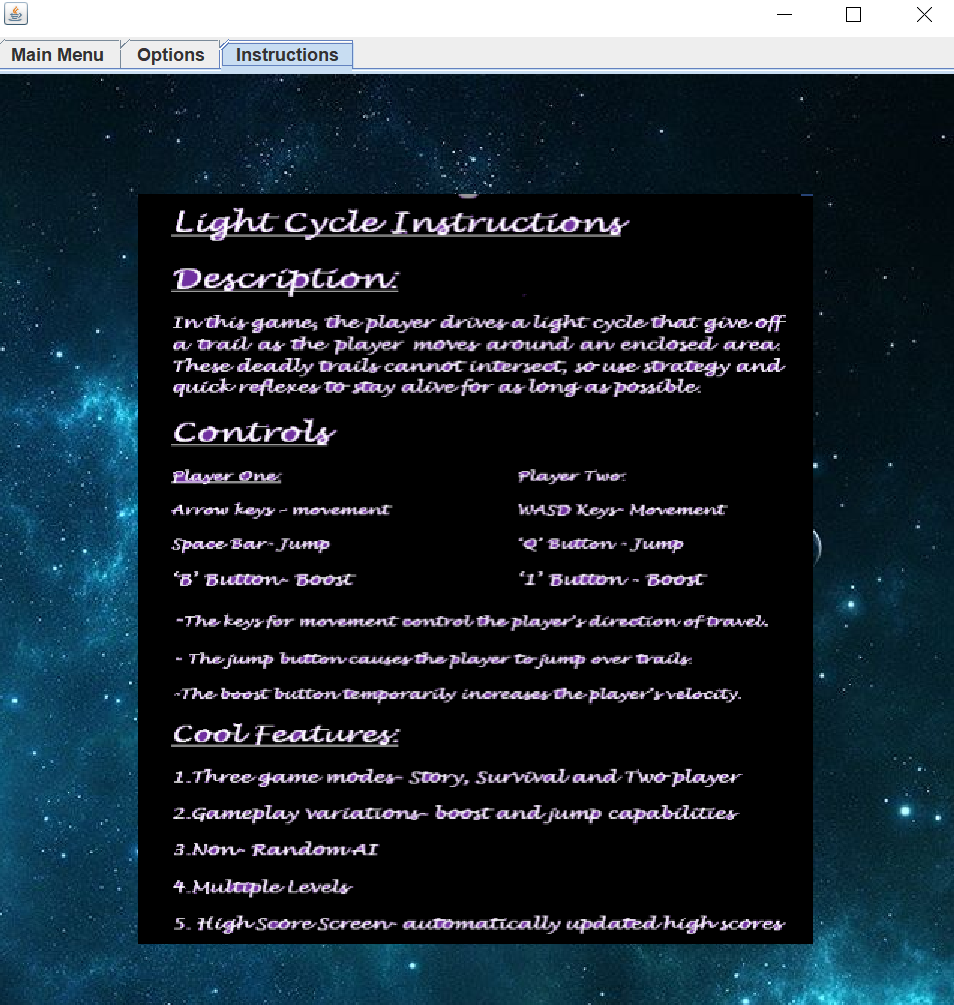 Main Menu Options Instructions
Light Cycle Instructions
Description:
In this game, the player drives a light cycle that give off
a trail as the player moves around an enclosed area.
These deadly trails cannot intersect, so use strategy and
quick reflexes to stay alive for as long as possible.
Controls
Player One: Player Two:
Arrow keys - movement WASD Keys- Movement
Space Bar- Jump ‘Q’ Button - Jump
‘B’ Button- Boost ‘1’ Button - Boost
-The keys for movement control the player's direction of travel.
- The jump button causes the player to jump over trails.
-The boost button temporarily increases the player's velocity.
Cool Features:
1.Three game modes- Story, Survival and Two player
2.Gameplay variations- boost and jump capabilities
3.Non- Random AI
4.Multiple Levels
5. High Score Screen- automatically updated high scores